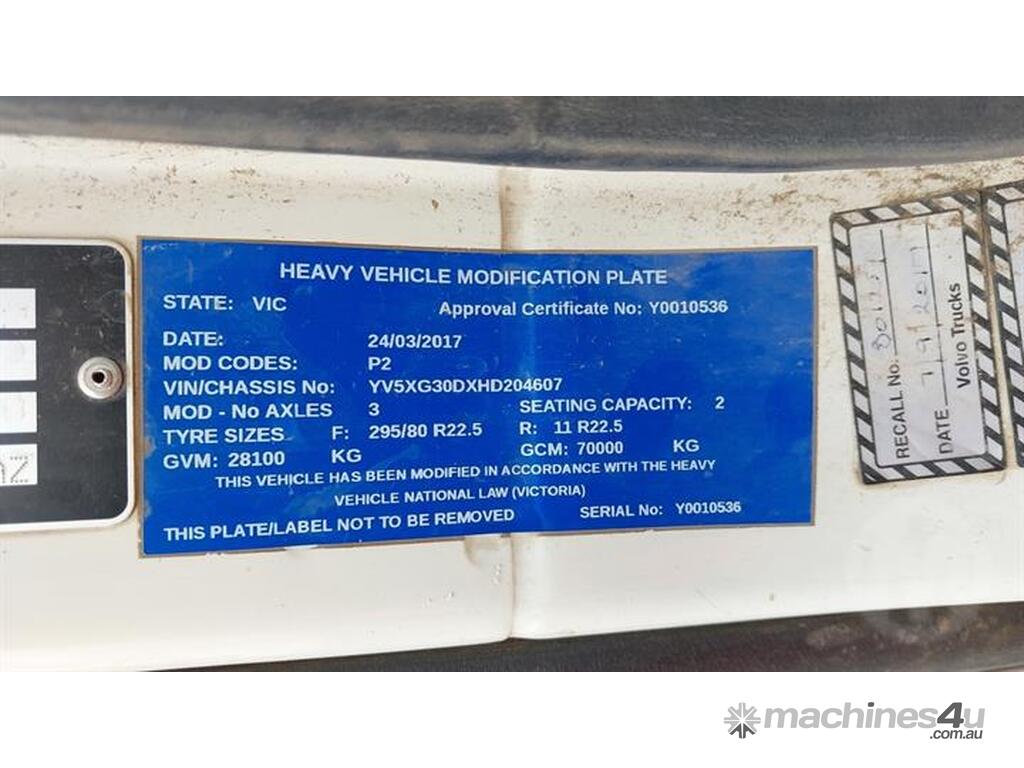 HEAVY VEHICLE MODIFICATION PLATE
STATE: VIC Approval Certificate No: Y0010536
DATE: 24/03/2017
MOD CODES: P2
VIN/CHASSIS No: YV5XG30DXHD204607
MOD - No AXLES 3 SEATING CAPACITY: 2
TYRE SIZES F: 295/80 R22.5 R: 11 R22.5
GVM: 28100 KG GCM: 70000 KG
THIS VEHICLE HAS BEEN MODIFIED IN ACCORDANCE WITH THE HEAVY
VEHICLE NATIONAL LAW (VICTORIA)
THIS PLATE/LABEL NOT TO BE REMOVED SERIAL No: Y0010536
RECALL No.
DATE
Volvo Trucks
machines4u
.com.au